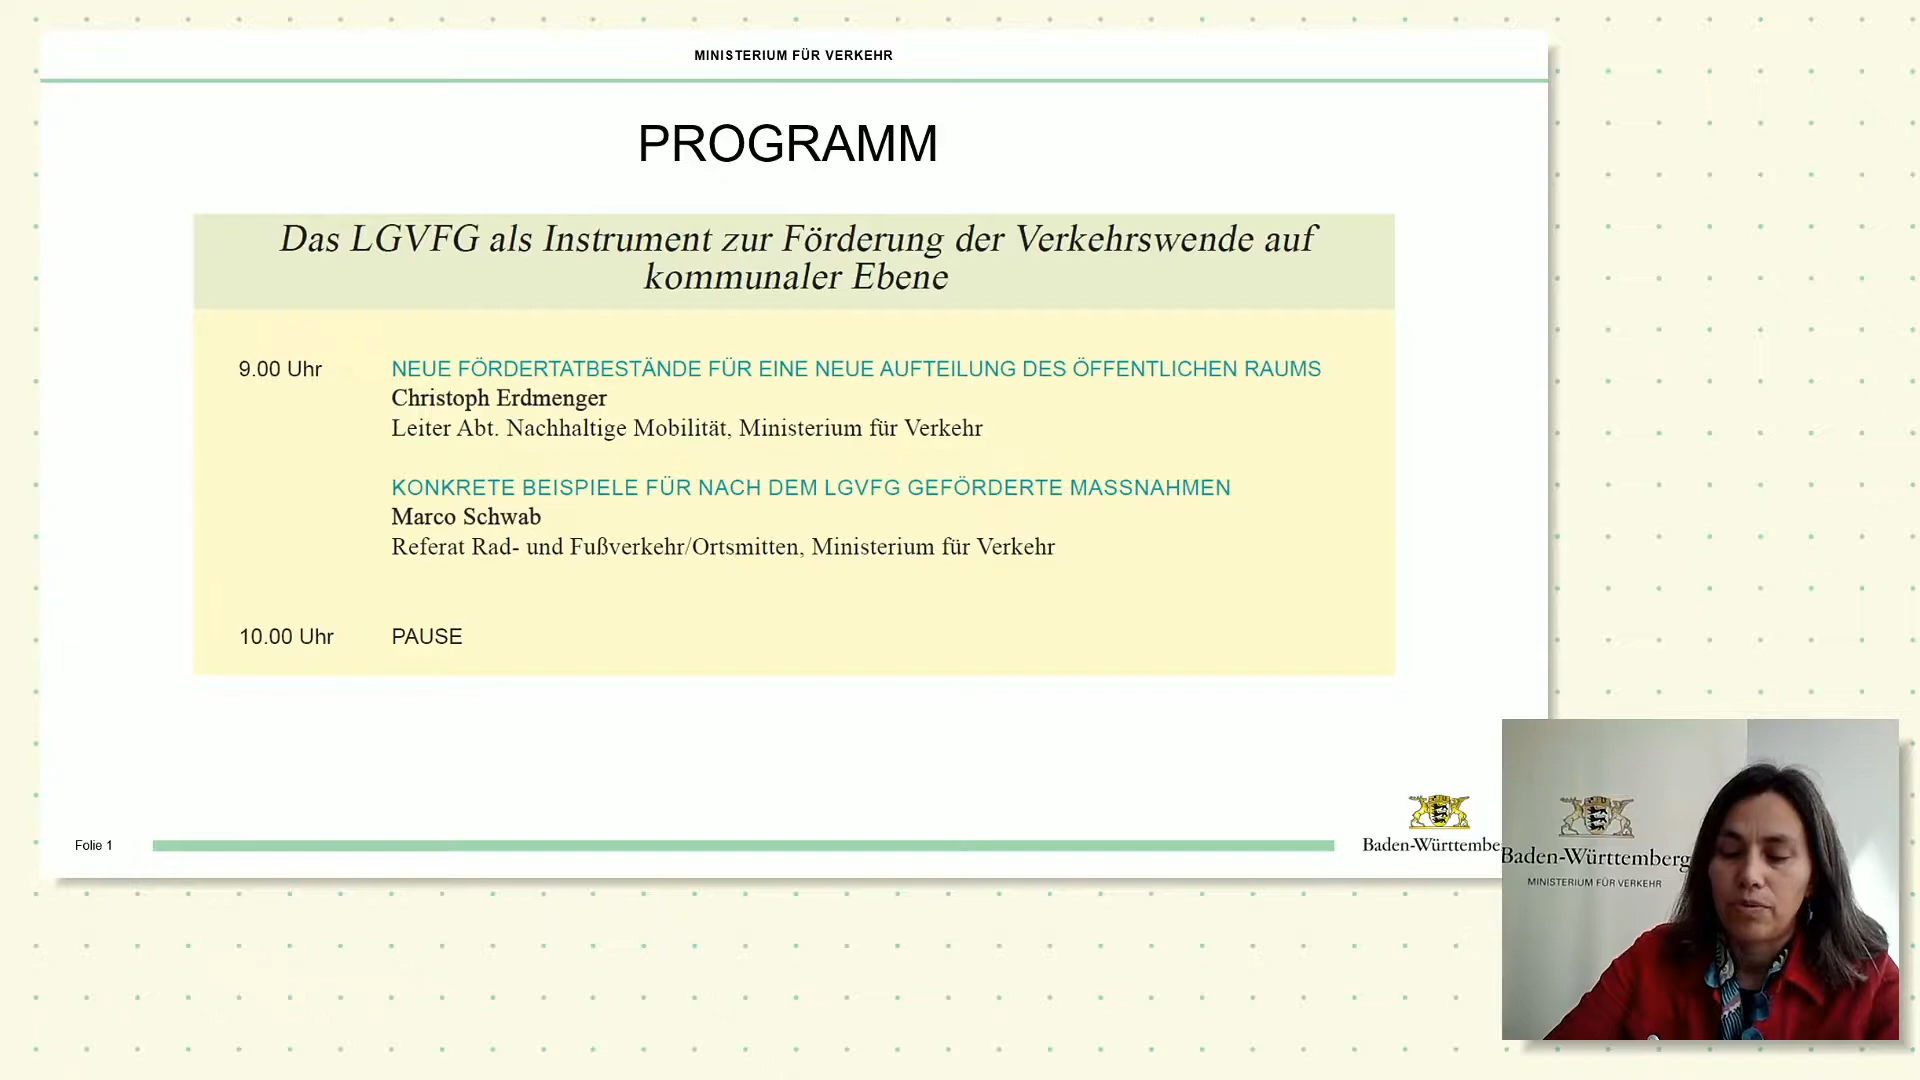 MINISTERIUM FÜR VERKEHR
PROGRAMM
Das LGVFG als Instrument zur Förderung der Verkehrswende auf
kommunaler Ebene
9.00 Uhr NEUE FÖRDERTATBESTÄNDE FÜR EINE NEUE AUFTEILUNG DES ÖFFENTLICHEN RAUMS
Christoph Erdmenger
Leiter Abt. Nachhaltige Mobilität, Ministerium für Verkehr
KONKRETE BEISPIELE FÜR NACH DEM LGVFG GEFÖRDERTE MASSNAHMEN
Marco Schwab
Referat Rad- und Fußverkehr/Ortsmitten, Ministerium für Verkehr
10.00 Uhr PAUSE
Folie 1
Baden-Württembe
Baden-Württemberg
MINISTERIUM FÜR VERKEHR